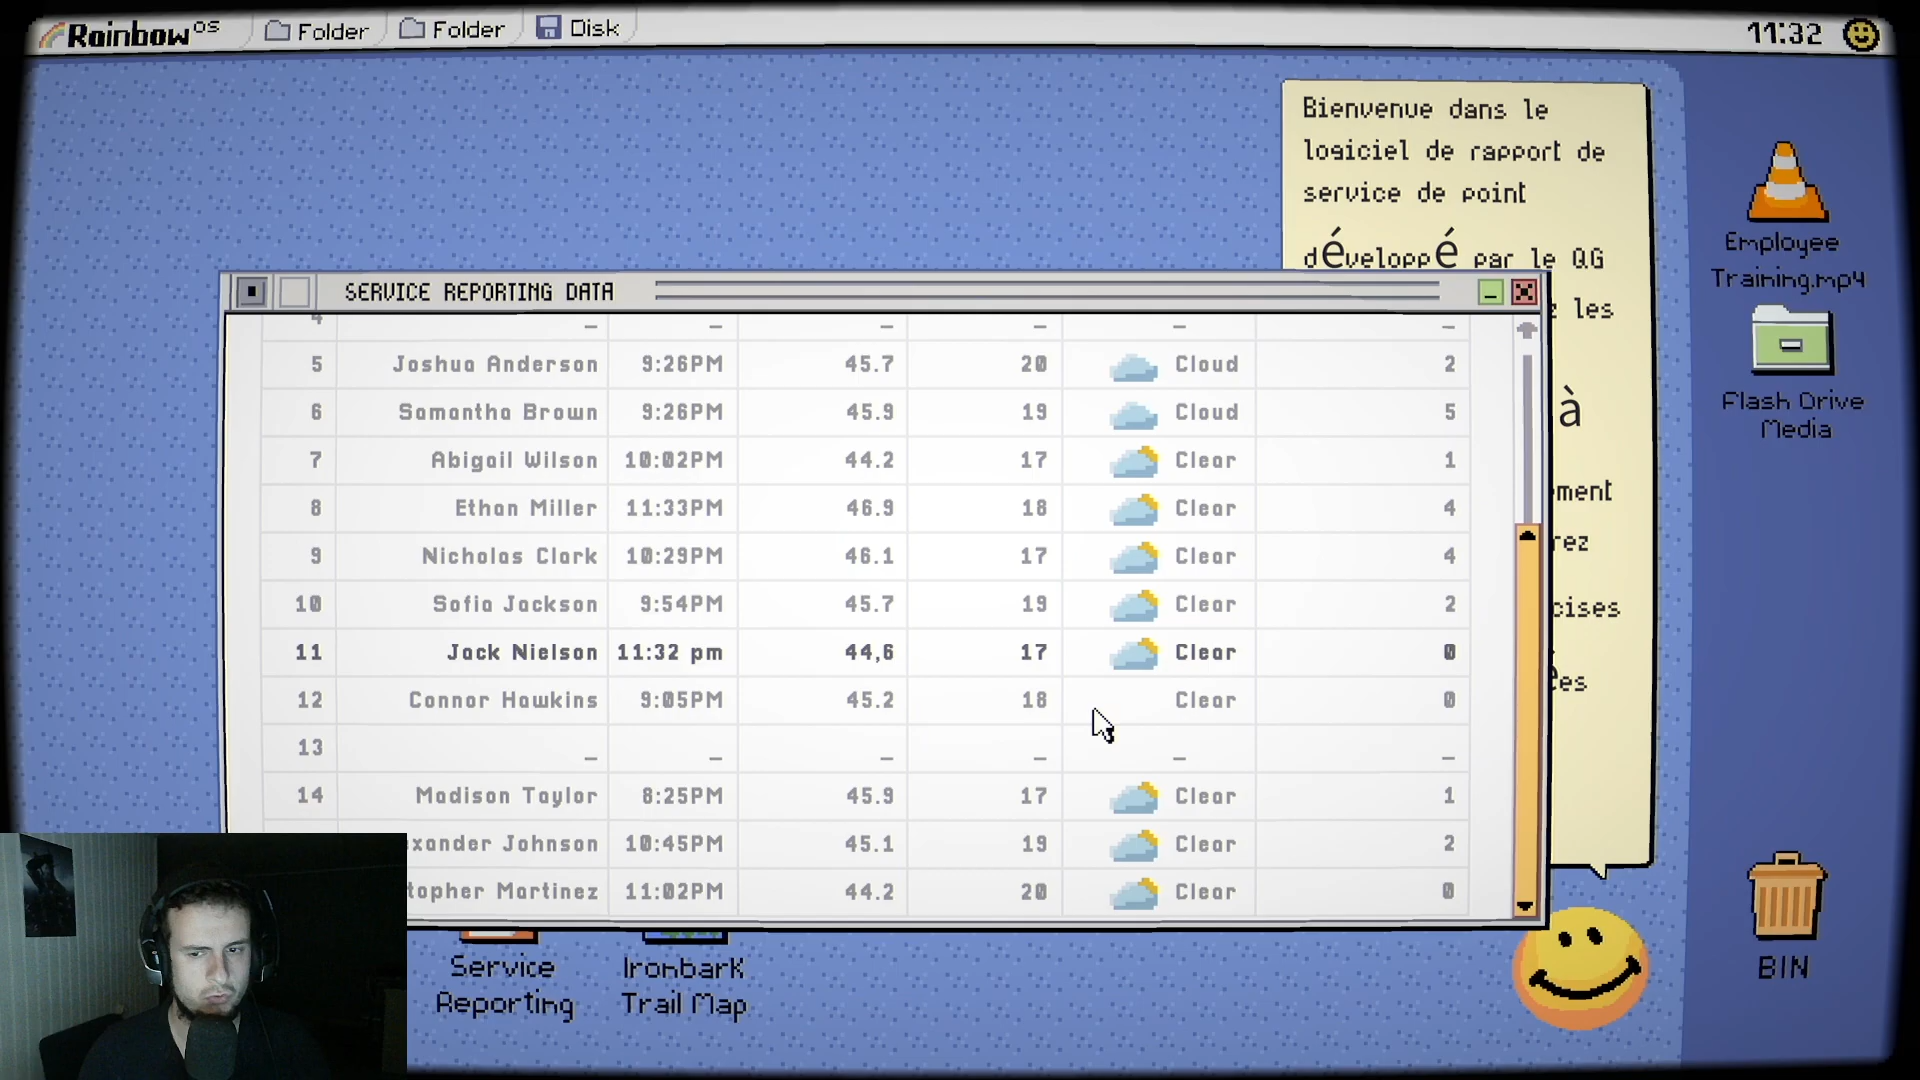 Rainbow OS Folder Folder Disk 11:32
Bienvenue dans le
logiciel de rapport de
service de point
développé par le QG
les
à
ment
rez
cises
es
Employee
Training.mp4
Flash Drive
Media
SERVICE REPORTING DATA
4 – – – – – –
5 Joshua Anderson 9:26PM 45.7 20 Cloud 2
6 Samantha Brown 9:26PM 45.9 19 Cloud 5
7 Abigail Wilson 10:02PM 44.2 17 Clear 1
8 Ethan Miller 11:33PM 46.9 18 Clear 4
9 Nicholas Clark 10:29PM 46.1 17 Clear 4
10 Sofia Jackson 9:54PM 45.7 19 Clear 2
11 Jack Nielson 11:32 pm 44,6 17 Clear 0
12 Connor Hawkins 9:05PM 45.2 18 Clear 0
13 – – – – – –
14 Madison Taylor 8:25PM 45.9 17 Clear 1
xander Johnson 10:45PM 45.1 19 Clear 2
topher Martinez 11:02PM 44.2 20 Clear 0
Service
Reporting
Ironbark
Trail Map
BIN